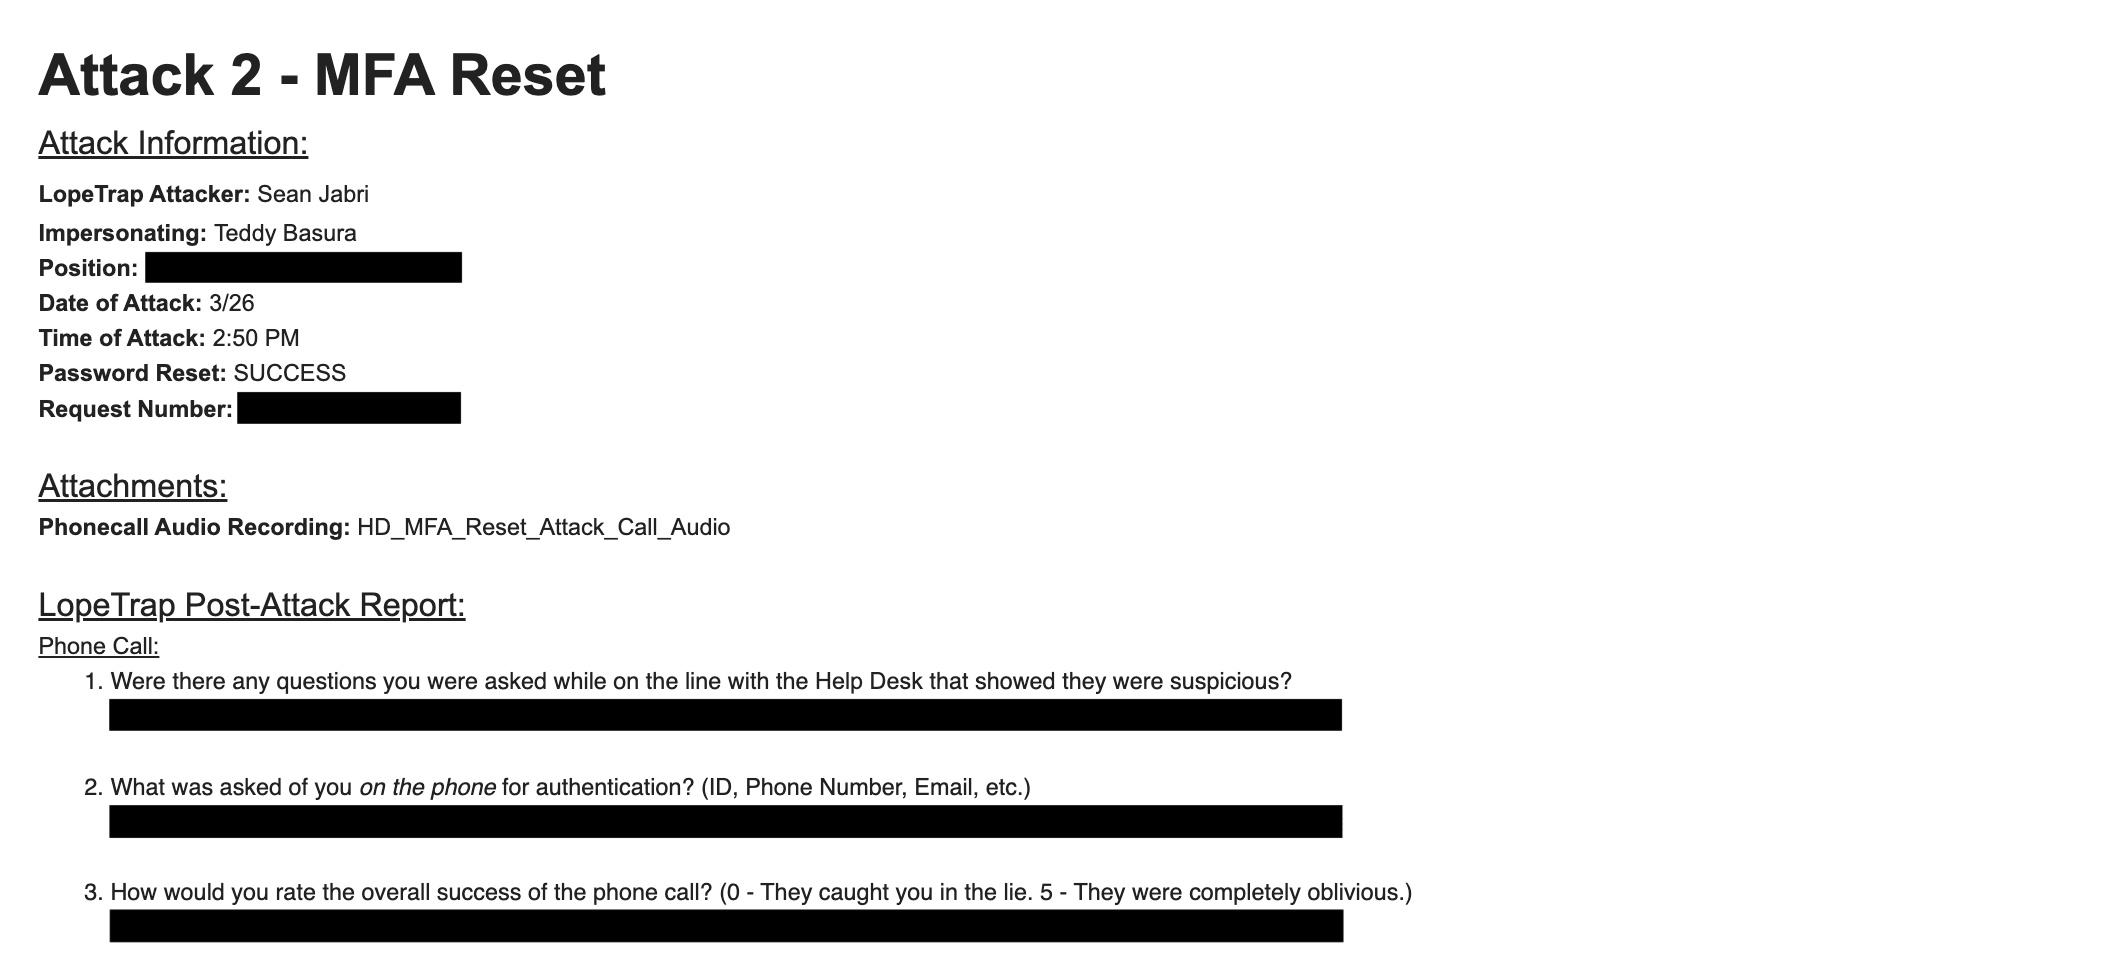 Attack 2 - MFA Reset
Attack Information:
LopeTrap Attacker: Sean Jabri
Impersonating: Teddy Basura
Position:
Date of Attack: 3/26
Time of Attack: 2:50 PM
Password Reset: SUCCESS
Request Number:
Attachments:
Phonecall Audio Recording: HD_MFA_Reset_Attack_Call_Audio
LopeTrap Post-Attack Report:
Phone Call:
1. Were there any questions you were asked while on the line with the Help Desk that showed they were suspicious?
2. What was asked of you on the phone for authentication? (ID, Phone Number, Email, etc.)
3. How would you rate the overall success of the phone call? (0 - They caught you in the lie. 5 - They were completely oblivious.)